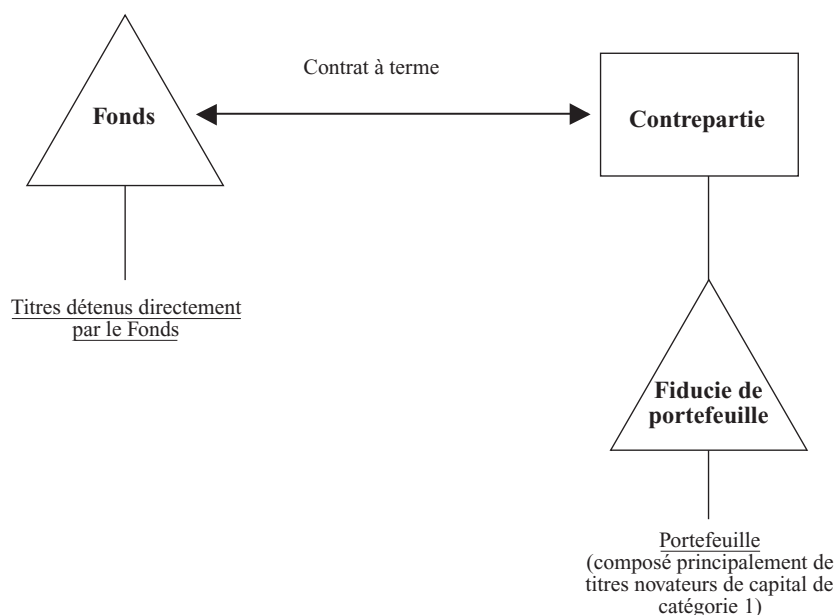 Contrat à terme
Fonds
Contrepartie
Titres détenus directement
par le Fonds
Fiducie de
portefeuille
Portefeuille
(composé principalement de
titres novateurs de capital de
catégorie 1)